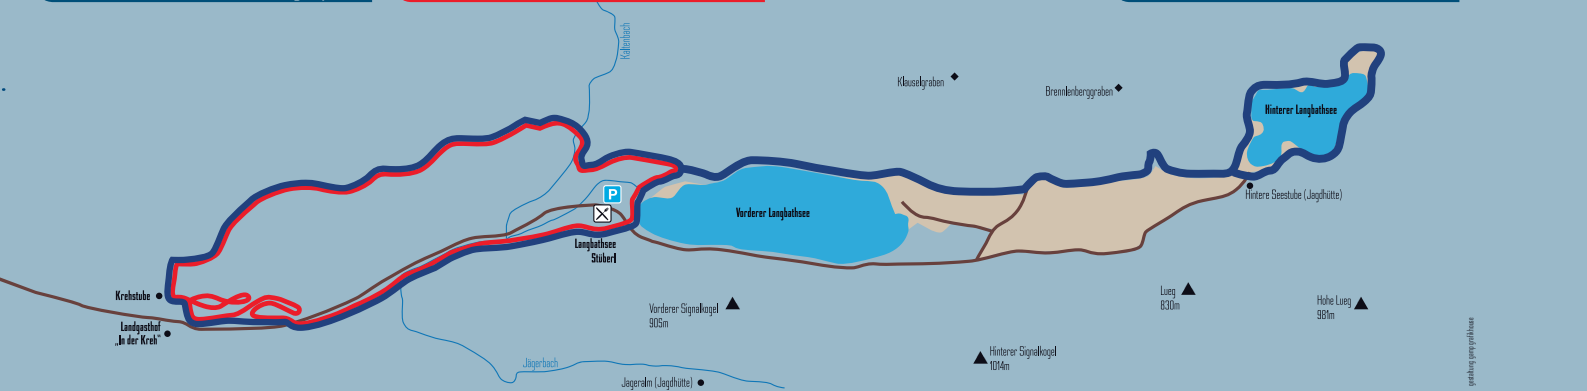 Kaltenbach
Klauselgraben
Brennlenberggraben
Hinterer Langbathsee
Hintere Seestube (Jagdhütte)
P
Vorderer Langbathsee
Langbathsee
Stüberl
Krehstube
Landgasthof
„In der Kreh“
Vorderer Signalkogel
905m
Lueg
830m
Hohe Lueg
981m
Hinterer Signalkogel
1014m
Jägerbach
Jageralm (Jagdhütte)